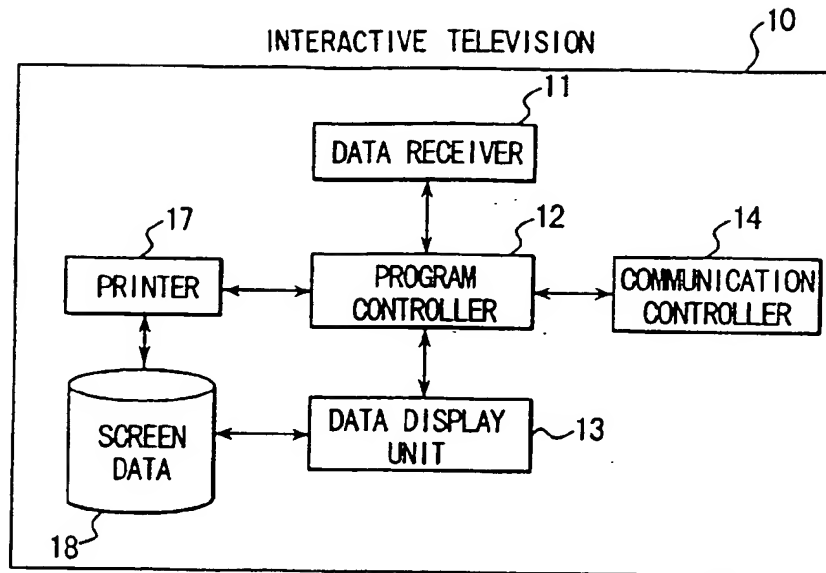 INTERACTIVE TELEVISION
10
11
DATA RECEIVER
17
12
14
PRINTER
PROGRAM
CONTROLLER
COMMUNICATION
CONTROLLER
SCREEN
DATA
DATA DISPLAY
UNIT
13
18